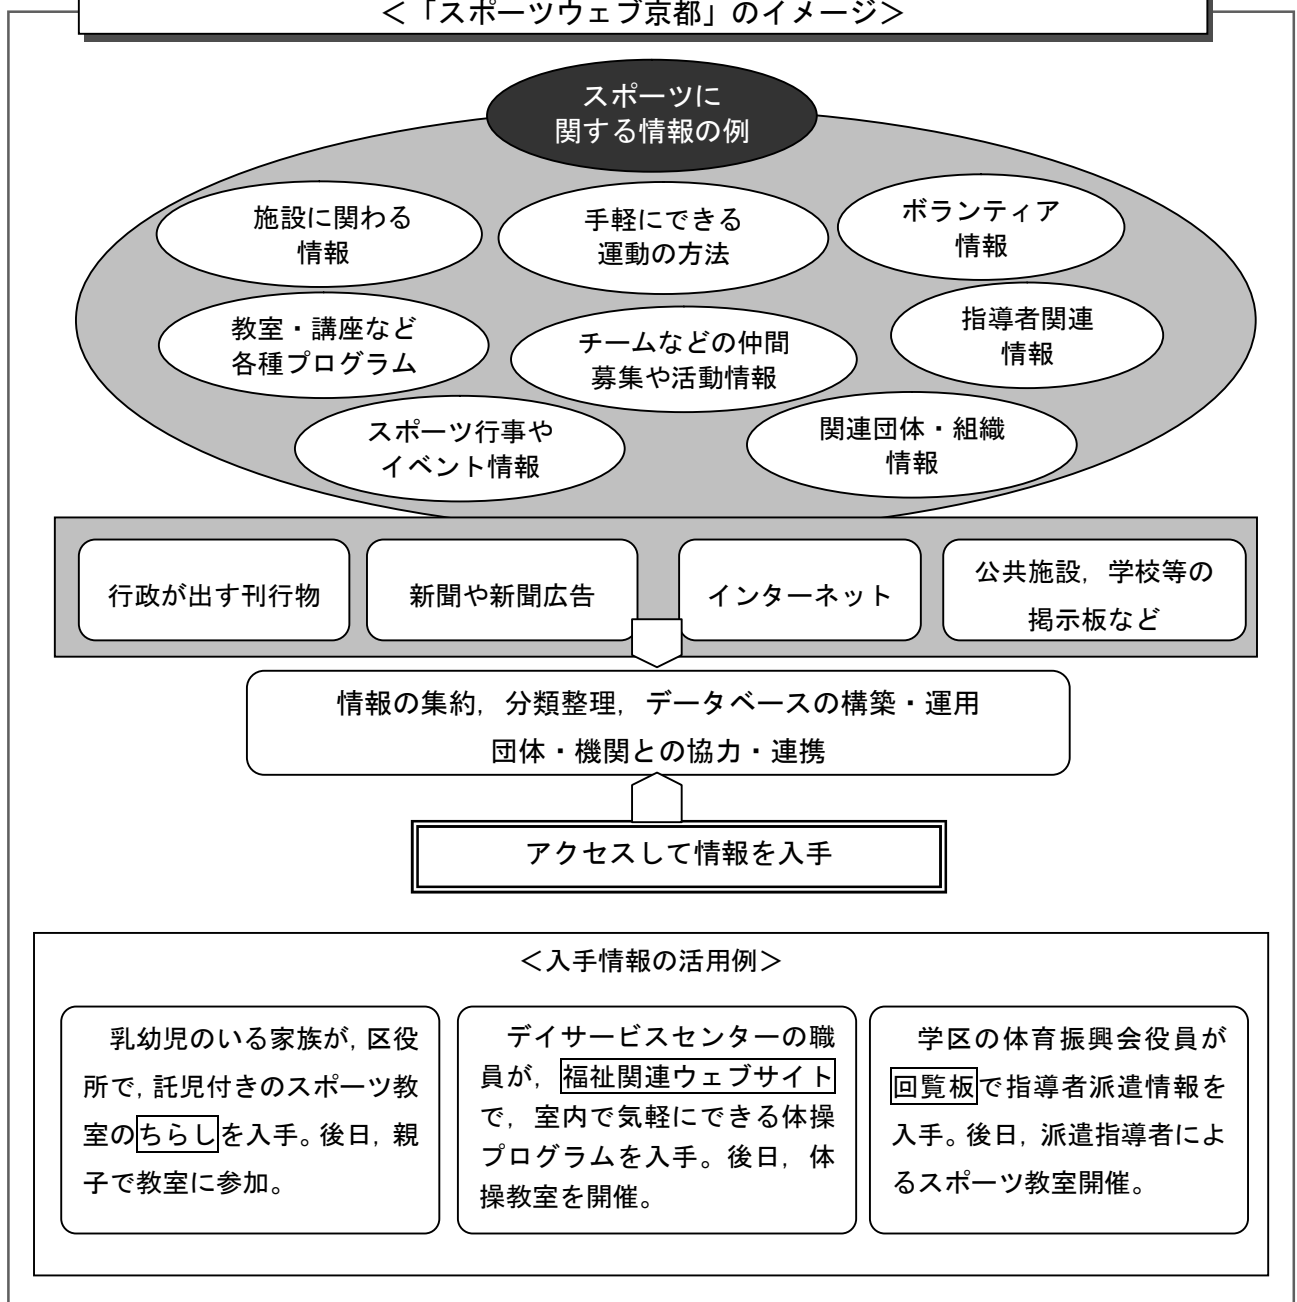 ＜「スポーツウェブ京都」のイメージ＞
スポーツに
関する情報の例
施設に関わる
情報
手軽にできる
運動の方法
ボランティア
情報
教室・講座など
各種プログラム
チームなどの仲間
募集や活動情報
指導者関連
情報
スポーツ行事や
イベント情報
関連団体・組織
情報
行政が出す刊行物
新聞や新聞広告
インターネット
公共施設，学校等の
掲示板など
情報の集約，分類整理，データベースの構築・運用
団体・機関との協力・連携
アクセスして情報を入手
＜入手情報の活用例＞
乳幼児のいる家族が，区役
所で，託児付きのスポーツ教
室のちらしを入手。後日，親
子で教室に参加。
デイサービスセンターの職
員が，福祉関連ウェブサイト
で，室内で気軽にできる体操
プログラムを入手。後日，体
操教室を開催。
学区の体育振興会役員が
回覧板で指導者派遣情報を
入手。後日，派遣指導者によ
るスポーツ教室開催。